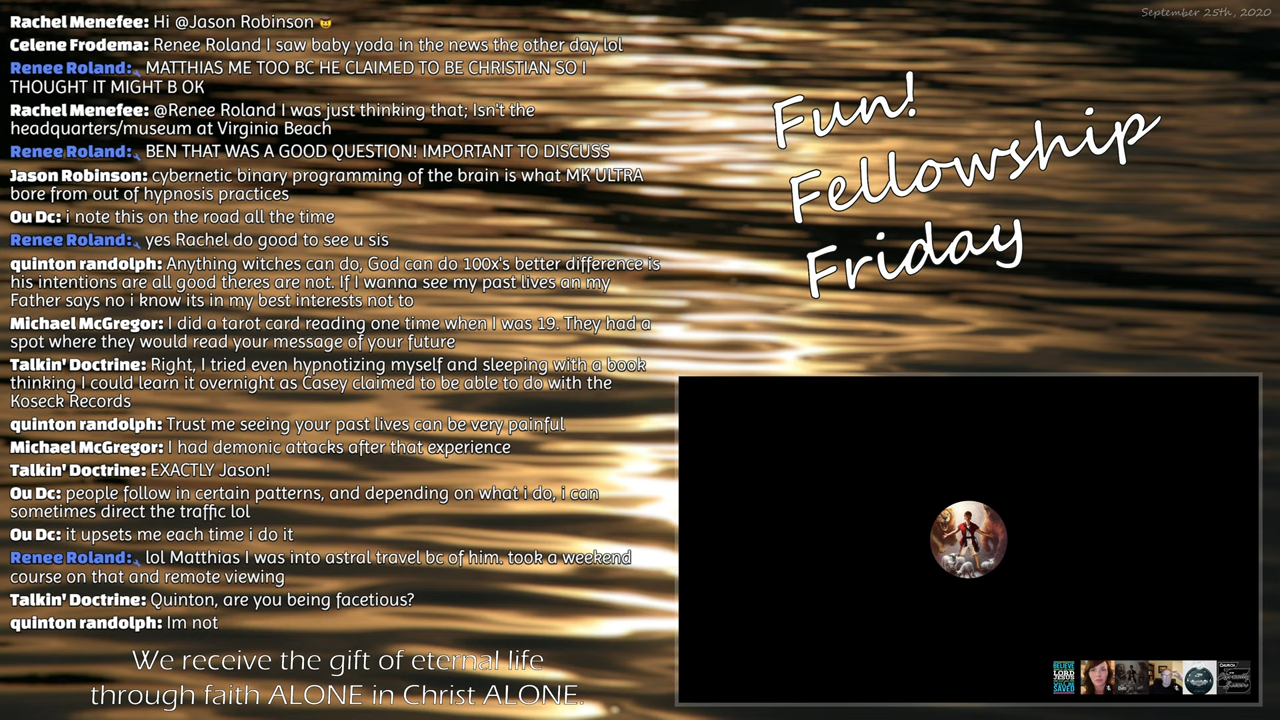 September 25th, 2020
Rachel Menefee: Hi @Jason Robinson
Celene Frodema: Renee Roland I saw baby yoda in the news the other day lol
Renee Roland: MATTHIAS ME TOO BC HE CLAIMED TO BE CHRISTIAN SO I
THOUGHT IT MIGHT B OK
Rachel Menefee: @Renee Roland I was just thinking that; Isn't the
headquarters/museum at Virginia Beach
Renee Roland: BEN THAT WAS A GOOD QUESTION! IMPORTANT TO DISCUSS
Jason Robinson: cybernetic binary programming of the brain is what MK ULTRA
bore from out of hypnosis practices
Ou Dc: i note this on the road all the time
Renee Roland: yes Rachel do good to see u sis
quinton randolph: Anything witches can do, God can do 100x's better difference is
his intentions are all good theres are not. If I wanna see my past lives an my
Father says no i know its in my best interests not to
Michael McGregor: I did a tarot card reading one time when I was 19. They had a
spot where they would read your message of your future
Talkin' Doctrine: Right, I tried even hypnotizing myself and sleeping with a book
thinking I could learn it overnight as Casey claimed to be able to do with the
Koseck Records
quinton randolph: Trust me seeing your past lives can be very painful
Michael McGregor: I had demonic attacks after that experience
Talkin' Doctrine: EXACTLY Jason!
Ou Dc: people follow in certain patterns, and depending on what i do, i can
sometimes direct the traffic lol
Ou Dc: it upsets me each time i do it
Renee Roland: lol Matthias I was into astral travel bc of him. took a weekend
course on that and remote viewing
Talkin' Doctrine: Quinton, are you being facetious?
quinton randolph: Im not
We receive the gift of eternal life
through faith ALONE in Christ ALONE.
Fun!
Fellowship
Friday
BELIEVE
LORD
JESUS
SAVED
CHURCH